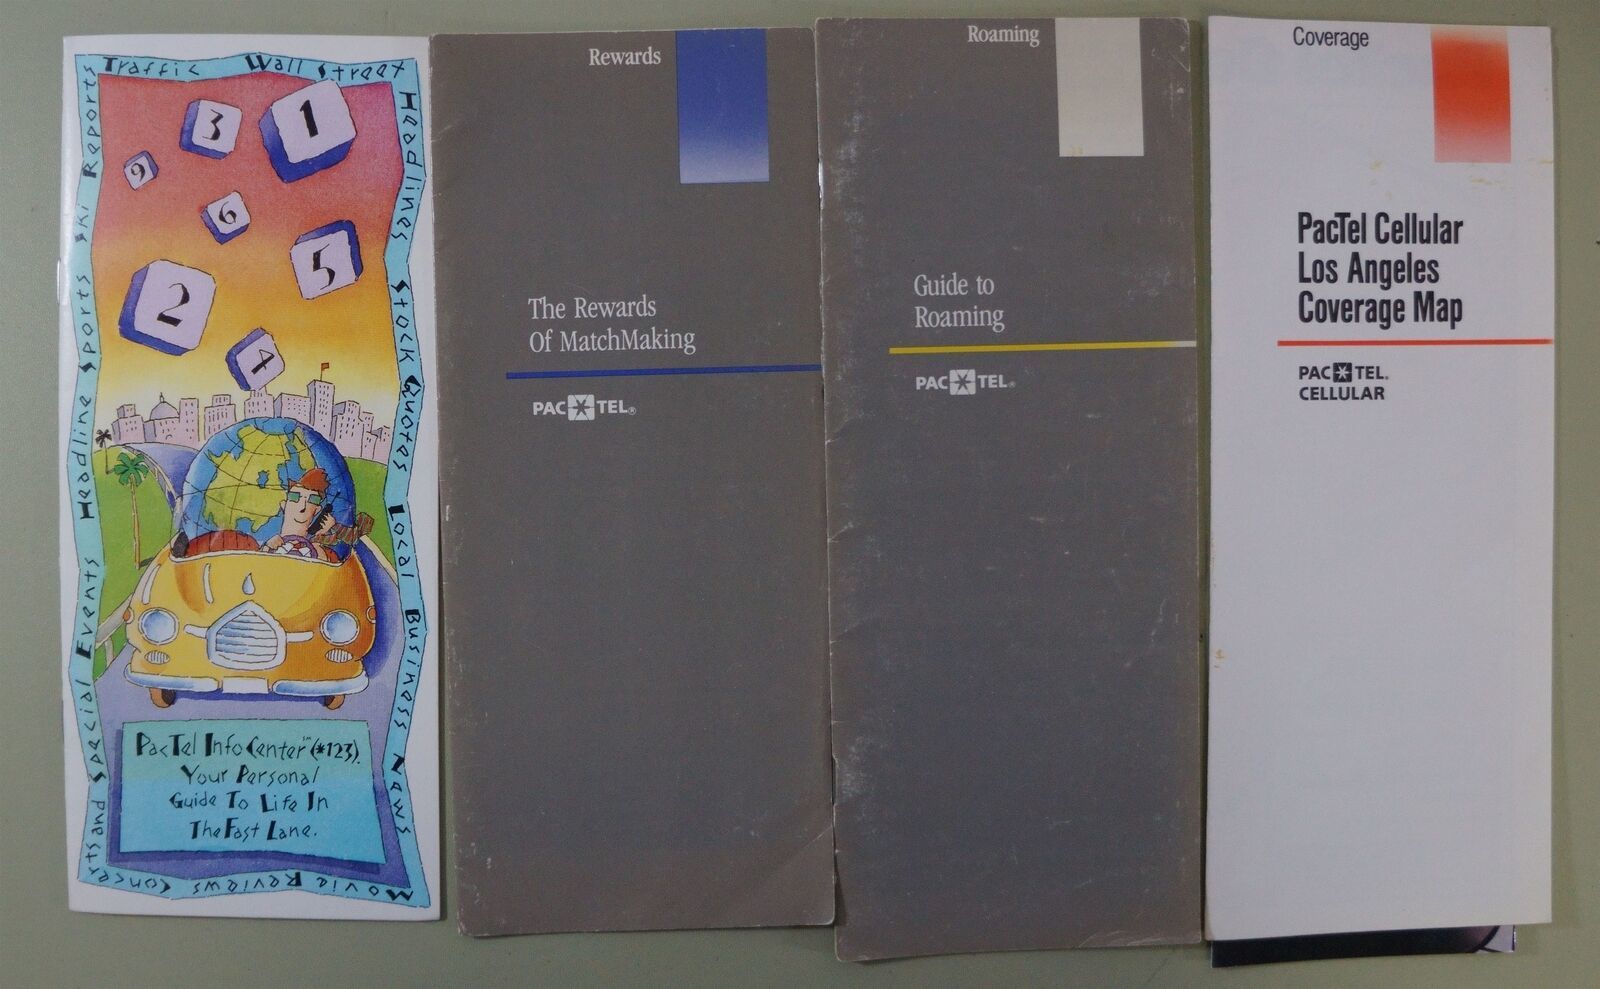 Traffic Wall Street
Headlines Stock Quotes Local Business News
Movie Reviews Concerts and Special Events
Headline Sports Ski Reports
3
1
9
6
5
2
4
PacTel Info Center℠ (*123).
Your Personal
Guide To Life In
The Fast Lane.
Rewards
The Rewards
Of MatchMaking
PAC TEL®
Roaming
Guide to
Roaming
PAC TEL®
Coverage
PacTel Cellular
Los Angeles
Coverage Map
PAC TEL®
CELLULAR